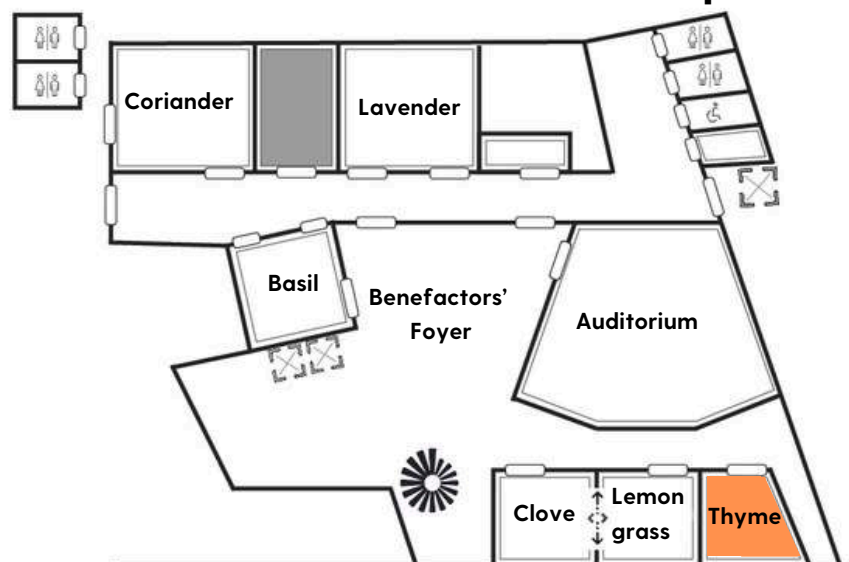 Coriander
Lavender
Basil
Benefactors’
Foyer
Auditorium
Clove
Lemon
grass
Thyme